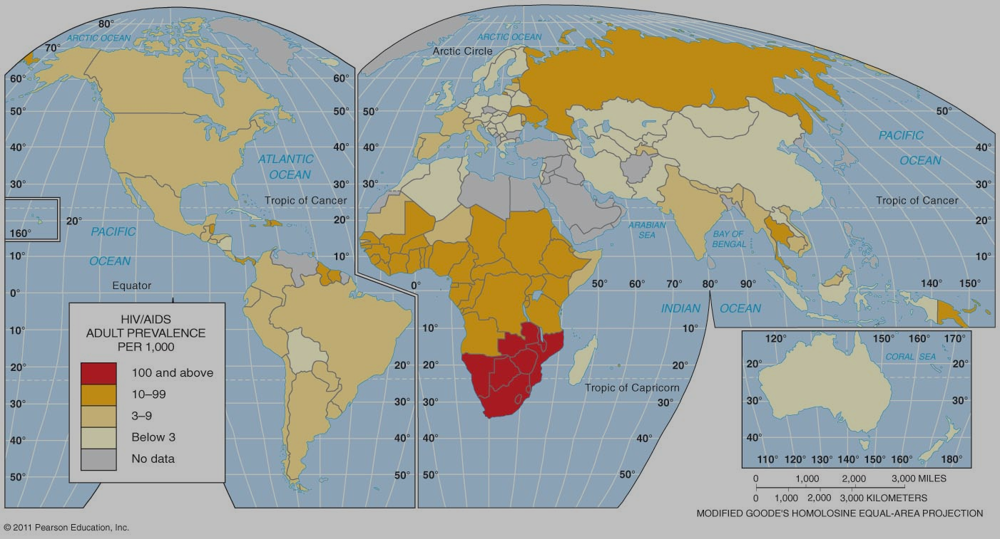 80°
ARCTIC OCEAN
70°
60°
60°
50°
50°
40°
40°
ATLANTIC
OCEAN
30°
30°
Tropic of Cancer
20°
20°
160°
PACIFIC
OCEAN
10°
10°
Equator
0°
10°
20°
20°
30°
30°
40°
40°
50°
50°
HIV/AIDS
ADULT PREVALENCE
PER 1,000
100 and above
10–99
3–9
Below 3
No data
ARCTIC OCEAN
Arctic Circle
60°
50°
50°
PACIFIC
OCEAN
40°
40°
30°
30°
Tropic of Cancer
20°
ARABIAN
SEA
BAY OF
BENGAL
10°
0°
50°
60°
70°
80°
90°
140°
150°
INDIAN
OCEAN
10°
10°
20°
20°
Tropic of Capricorn
30°
30°
40°
40°
50°
50°
120°
150°
160°
170°
CORAL SEA
20°
20°
30°
30°
40°
110°
120°
130°
140°
150°
160°
180°
0 1,000 2,000 3,000 MILES
0 1,000 2,000 3,000 KILOMETERS
MODIFIED GOODE'S HOMOLOSINE EQUAL-AREA PROJECTION
© 2011 Pearson Education, Inc.